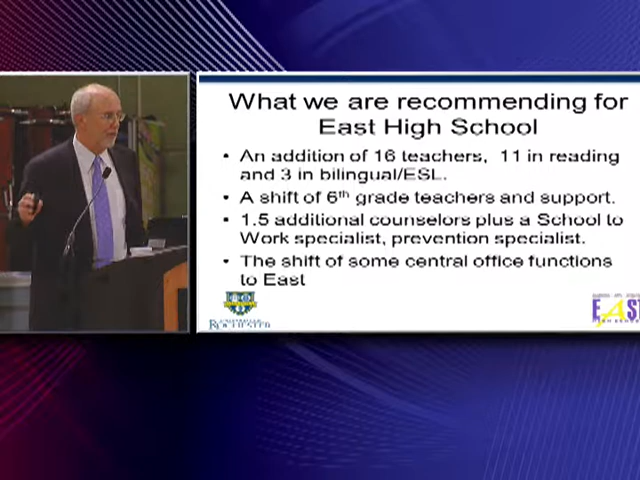 What we are recommending for
East High School
• An addition of 16 teachers, 11 in reading
and 3 in bilingual/ESL.
• A shift of 6th grade teachers and support.
• 1.5 additional counselors plus a School to
Work specialist, prevention specialist.
• The shift of some central office functions
to East
ROCHESTER
EAST